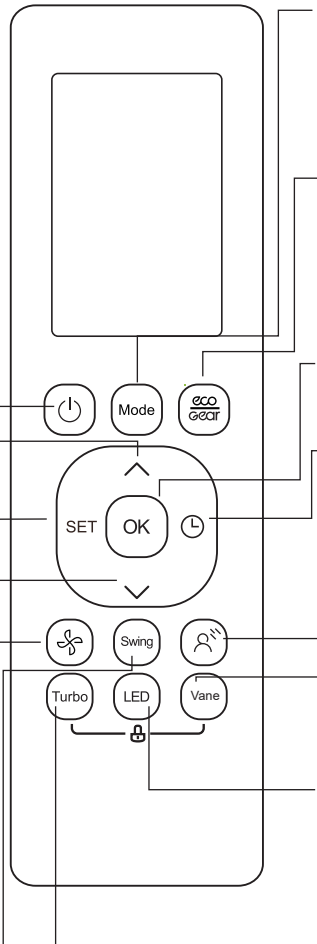 Mode
eco
Gear
SET
OK
Swing
Turbo
LED
Vane